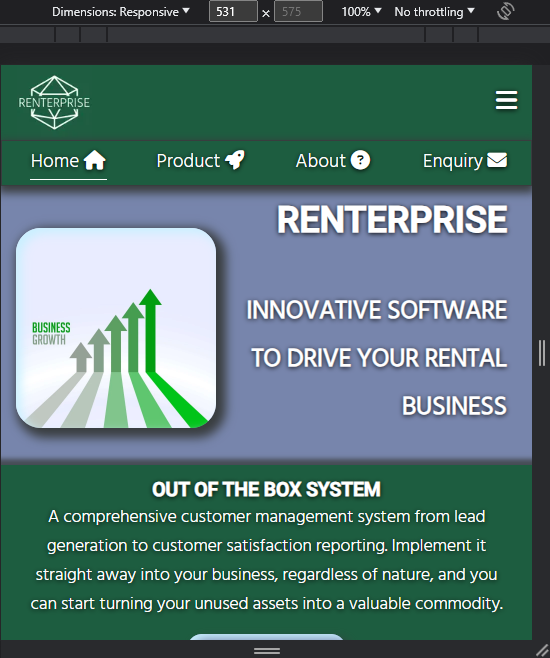 Dimensions: Responsive 531 × 575 100% No throttling
RENTERPRISE
Home Product About Enquiry
RENTERPRISE
BUSINESS
GROWTH
INNOVATIVE SOFTWARE
TO DRIVE YOUR RENTAL
BUSINESS
OUT OF THE BOX SYSTEM
A comprehensive customer management system from lead
generation to customer satisfaction reporting. Implement it
straight away into your business, regardless of nature, and you
can start turning your unused assets into a valuable commodity.